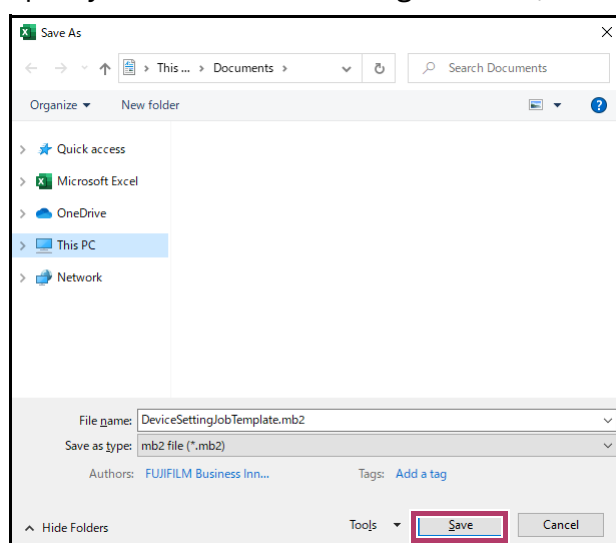 Save As
This ... › Documents ›
Search Documents
Organize
New folder
Quick access
Microsoft Excel
OneDrive
This PC
Network
File name: DeviceSettingJobTemplate.mb2
Save as type: mb2 file (*.mb2)
Authors: FUJIFILM Business Inn... Tags: Add a tag
Hide Folders
Tools
Save
Cancel